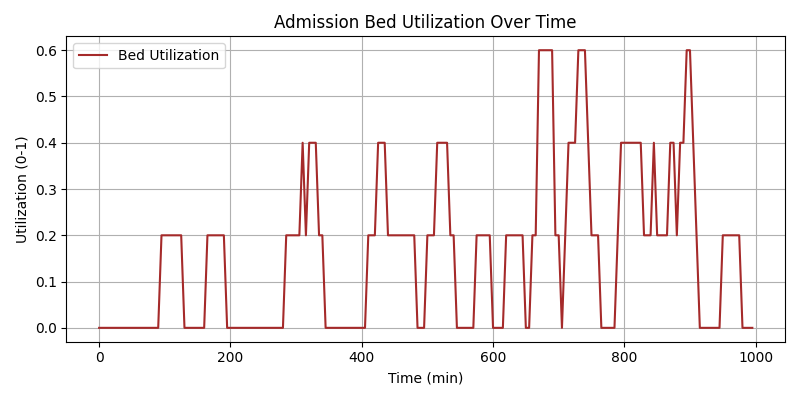 Admission Bed Utilization Over Time
Bed Utilization
Utilization (0-1)
0.6
0.5
0.4
0.3
0.2
0.1
0.0
0 200 400 600 800 1000
Time (min)